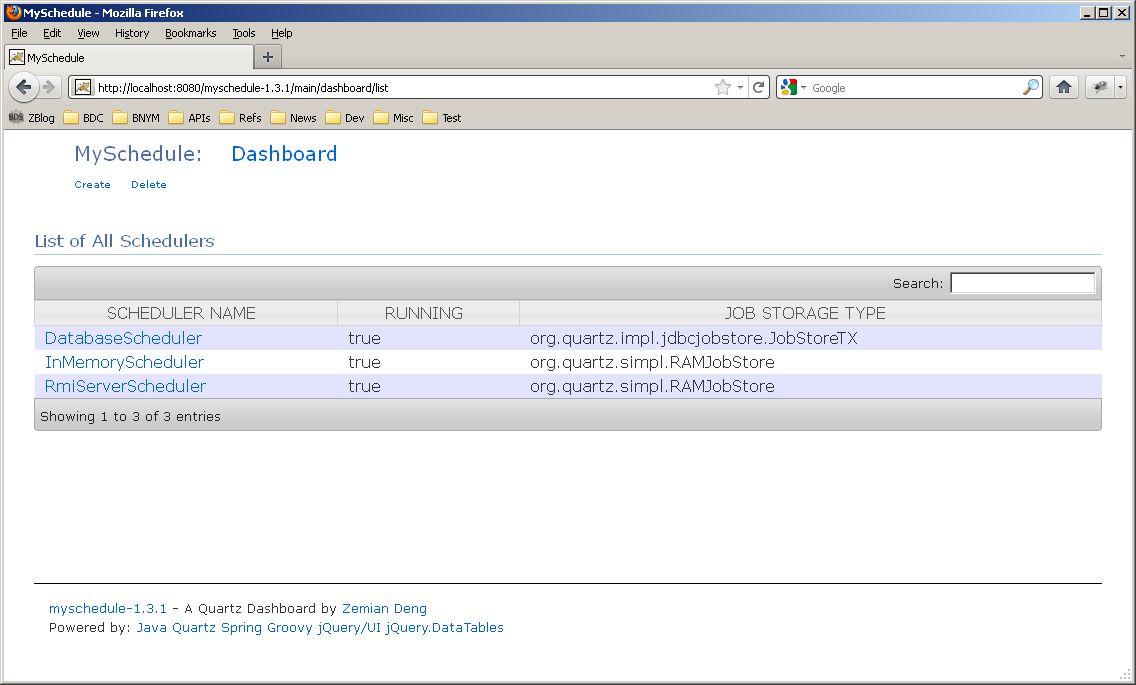 MySchedule - Mozilla Firefox
File Edit View History Bookmarks Tools Help
MySchedule
http://localhost:8080/myschedule-1.3.1/main/dashboard/list Google
BDS ZBlog BDC BNYM APIs Refs News Dev Misc Test
MySchedule: Dashboard
Create Delete
List of All Schedulers
Search:
SCHEDULER NAME RUNNING JOB STORAGE TYPE
DatabaseScheduler true org.quartz.impl.jdbcjobstore.JobStoreTX
InMemoryScheduler true org.quartz.simpl.RAMJobStore
RmiServerScheduler true org.quartz.simpl.RAMJobStore
Showing 1 to 3 of 3 entries
myschedule-1.3.1 - A Quartz Dashboard by Zemian Deng
Powered by: Java Quartz Spring Groovy jQuery/UI jQuery.DataTables